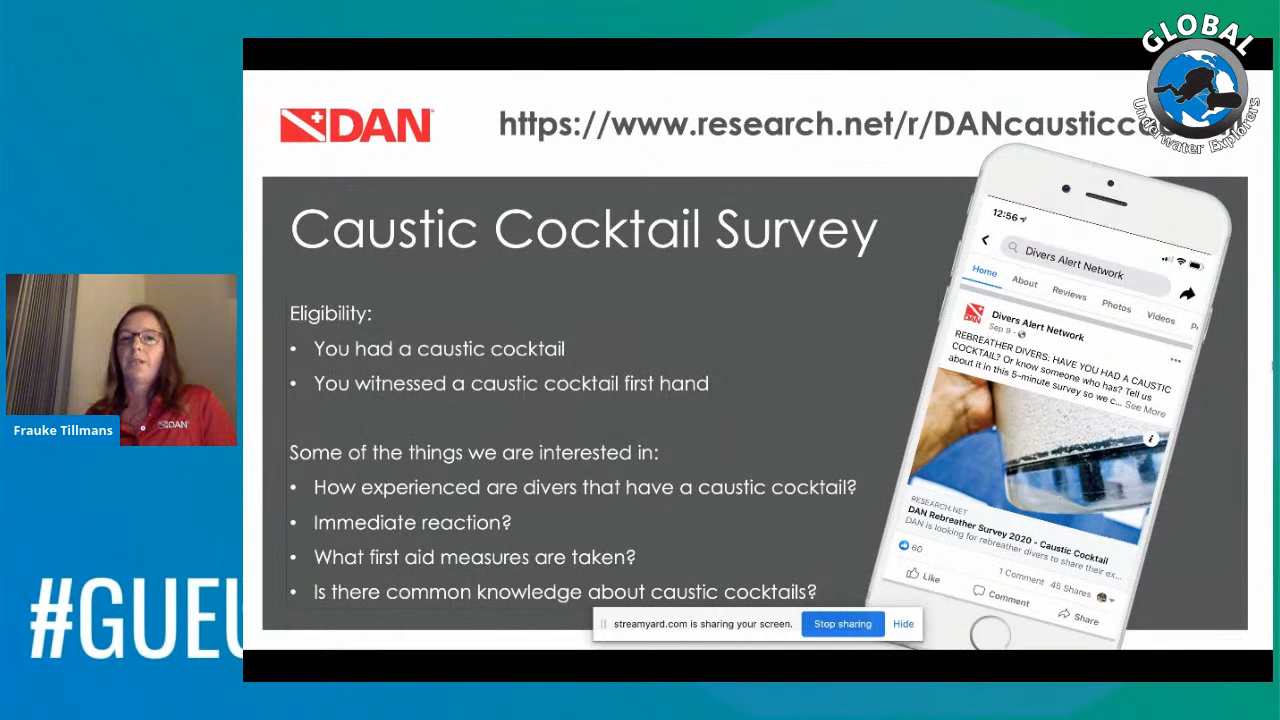 GLOBAL
Underwater Explorers
DAN
https://www.research.net/r/DANcausticc
Caustic Cocktail Survey
Eligibility:
• You had a caustic cocktail
• You witnessed a caustic cocktail first hand
Some of the things we are interested in:
• How experienced are divers that have a caustic cocktail?
• Immediate reaction?
• What first aid measures are taken?
• Is there common knowledge about caustic cocktails?
12:56
Divers Alert Network
Home About Reviews Photos Videos P
Divers Alert Network
Sep 9
REBREATHER DIVERS: HAVE YOU HAD A CAUSTIC
COCKTAIL? Or know someone who has? Tell us
about it in this 5-minute survey so we c... See More
RESEARCH.NET
DAN Rebreather Survey 2020 - Caustic Cocktail
DAN is looking for rebreather divers to share their ex...
60
1 Comment 45 Shares
Like Comment Share
DAN
Frauke Tillmans
#GUE
streamyard.com is sharing your screen. Stop sharing Hide